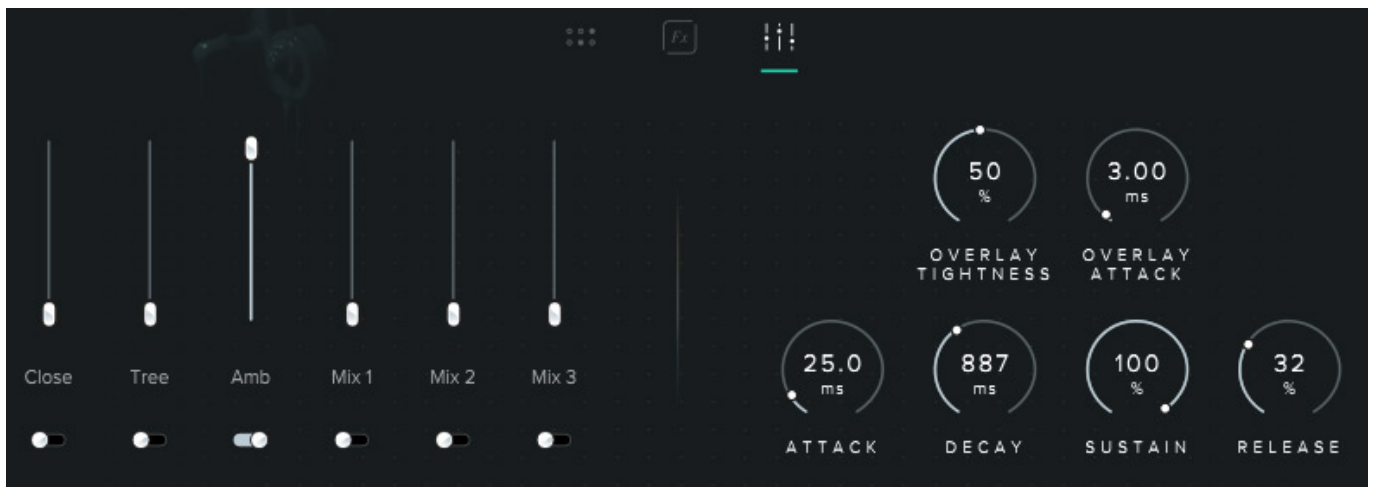 Fx
50
%
OVERLAY
TIGHTNESS
3.00
ms
OVERLAY
ATTACK
Close
Tree
Amb
Mix 1
Mix 2
Mix 3
25.0
ms
ATTACK
887
ms
DECAY
100
%
SUSTAIN
32
%
RELEASE